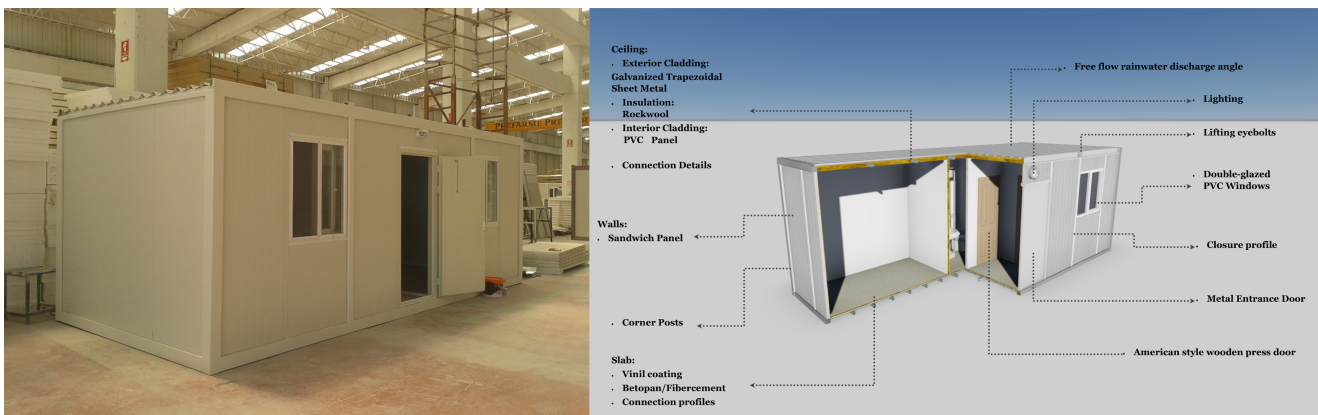 PREFABRIK PRE
Ceiling:
. Exterior Cladding:
Galvanized Trapezoidal
Sheet Metal
. Insulation:
Rockwool
. Interior Cladding:
PVC Panel
. Connection Details
Walls:
. Sandwich Panel
. Corner Posts
Slab:
. Vinil coating
. Betopan/Fibercement
. Connection profiles
. Free flow rainwater discharge angle
. Lighting
. Lifting eyebolts
. Double-glazed
PVC Windows
. Closure profile
. Metal Entrance Door
. American style wooden press door